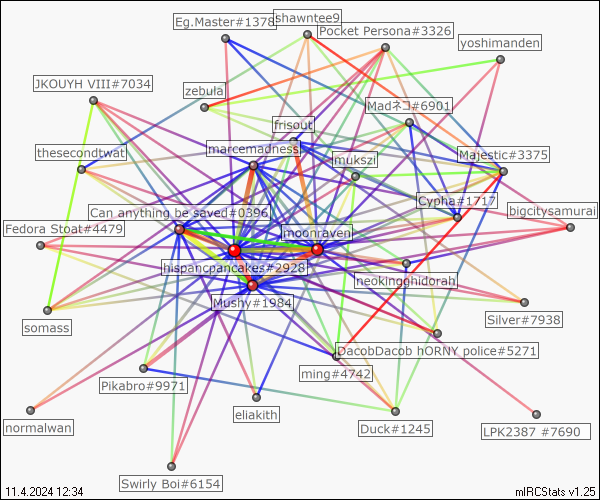 Eg.Master#1378
shawntee9
Pocket Persona#3326
yoshimanden
JKOUYH VIII#7034
zebula
Madネコ#6901
frisout
thesecondtwat
marcemadness
mukszi
Majestic#3375
Cypha#1717
Can anything be saved#0396
bigcitysamurai
Fedora Stoat#4479
moonraven
hispancpancakes#2928
neokingghidorah
Mushy#1984
somass
Silver#7938
DacobDacob hORNY police#5271
ming#4742
Pikabro#9971
normalwan
eliakith
Duck#1245
LPK2387 #7690
Swirly Boi#6154
11.4.2024 12:34
mIRCStats v1.25